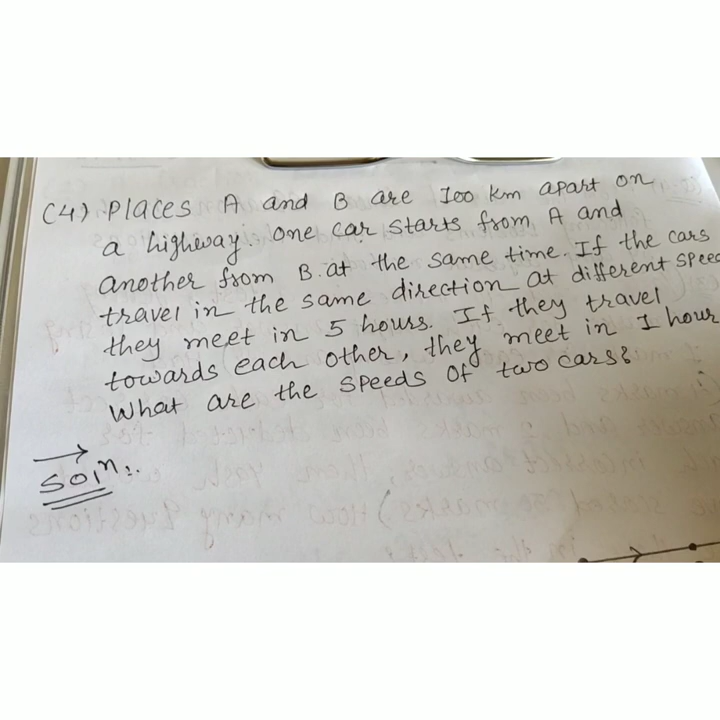 (4) Places A and B are 100 km apart on
a highway. One car starts from A and
another from B. at the same time. If the cars
travel in the same direction at different speed
they meet in 5 hours. If they travel
towards each other, they meet in 1 hour
What are the speeds of two cars?
Solⁿ:.